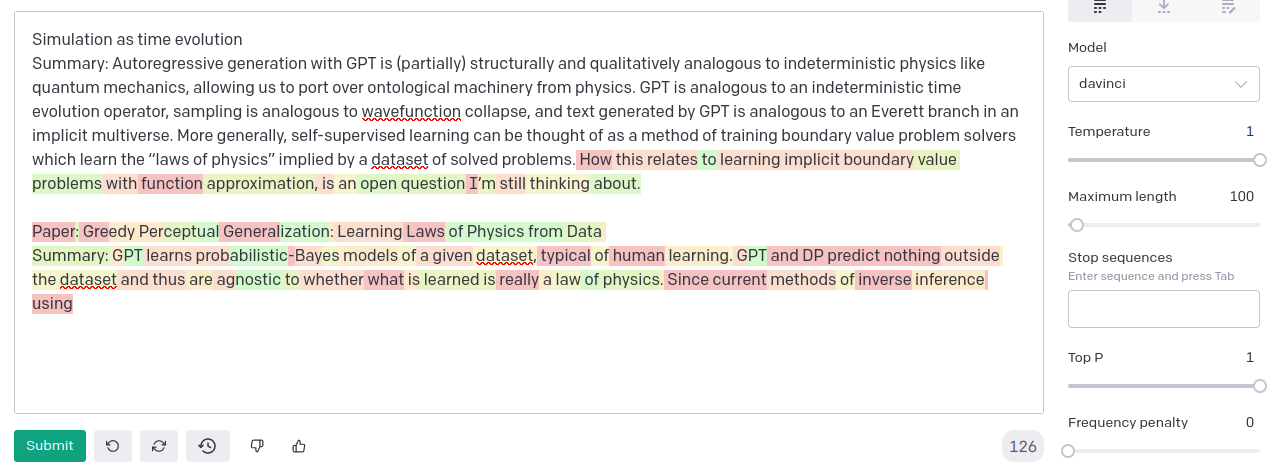 Simulation as time evolution
Summary: Autoregressive generation with GPT is (partially) structurally and qualitatively analogous to indeterministic physics like
quantum mechanics, allowing us to port over ontological machinery from physics. GPT is analogous to an indeterministic time
evolution operator, sampling is analogous to wavefunction collapse, and text generated by GPT is analogous to an Everett branch in an
implicit multiverse. More generally, self-supervised learning can be thought of as a method of training boundary value problem solvers
which learn the “laws of physics” implied by a dataset of solved problems. How this relates to learning implicit boundary value
problems with function approximation, is an open question I’m still thinking about.
Paper: Greedy Perceptual Generalization: Learning Laws of Physics from Data
Summary: GPT learns probabilistic-Bayes models of a given dataset, typical of human learning. GPT and DP predict nothing outside
the dataset and thus are agnostic to whether what is learned is really a law of physics. Since current methods of inverse inference
using
Submit
126
Model
davinci
Temperature 1
Maximum length 100
Stop sequences
Enter sequence and press Tab
Top P 1
Frequency penalty 0